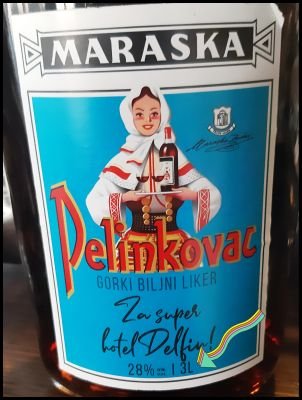 MARASKA
Pelinkovac
GORKI BILJNI LIKER
Za super
hotel Delfin!
28% 3L